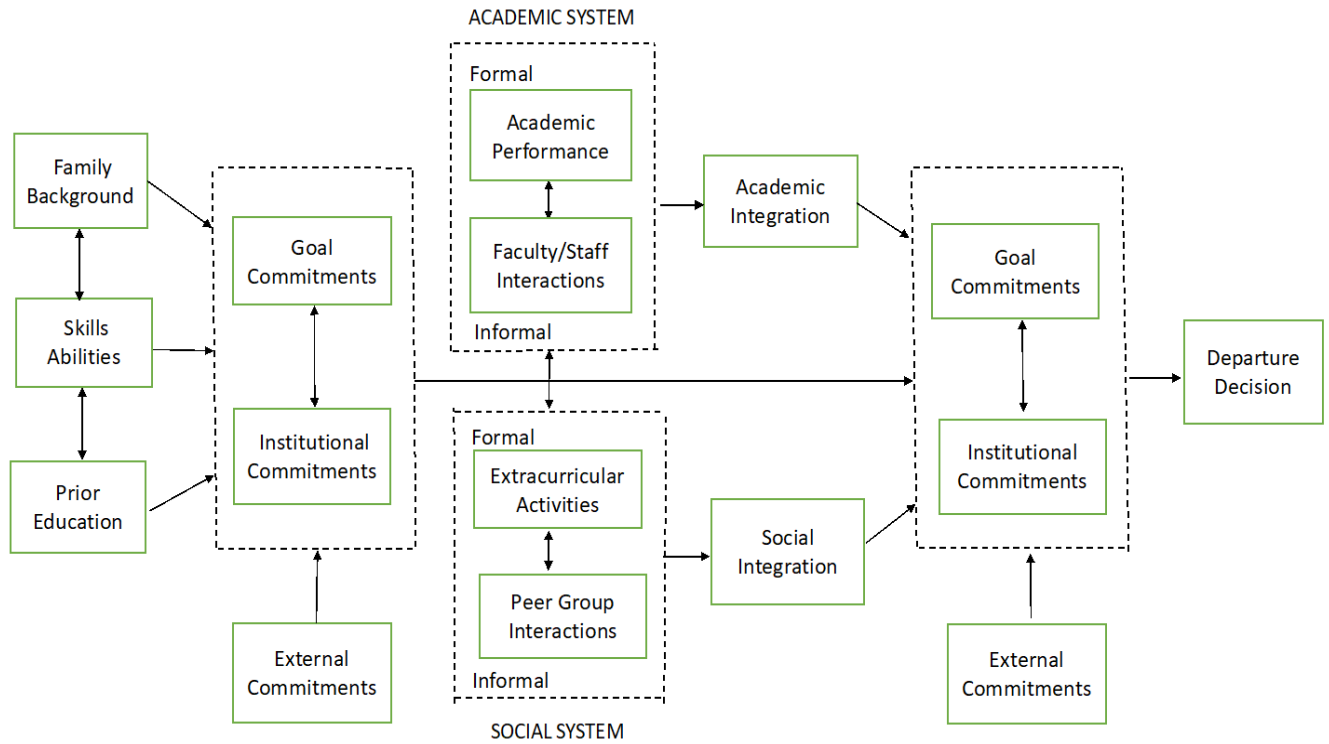 ACADEMIC SYSTEM
Formal
Academic
Performance
Faculty/Staff
Interactions
Informal
Family
Background
Skills
Abilities
Prior
Education
Goal
Commitments
Institutional
Commitments
External
Commitments
Formal
Extracurricular
Activities
Peer Group
Interactions
Informal
SOCIAL SYSTEM
Academic
Integration
Social
Integration
Goal
Commitments
Institutional
Commitments
External
Commitments
Departure
Decision